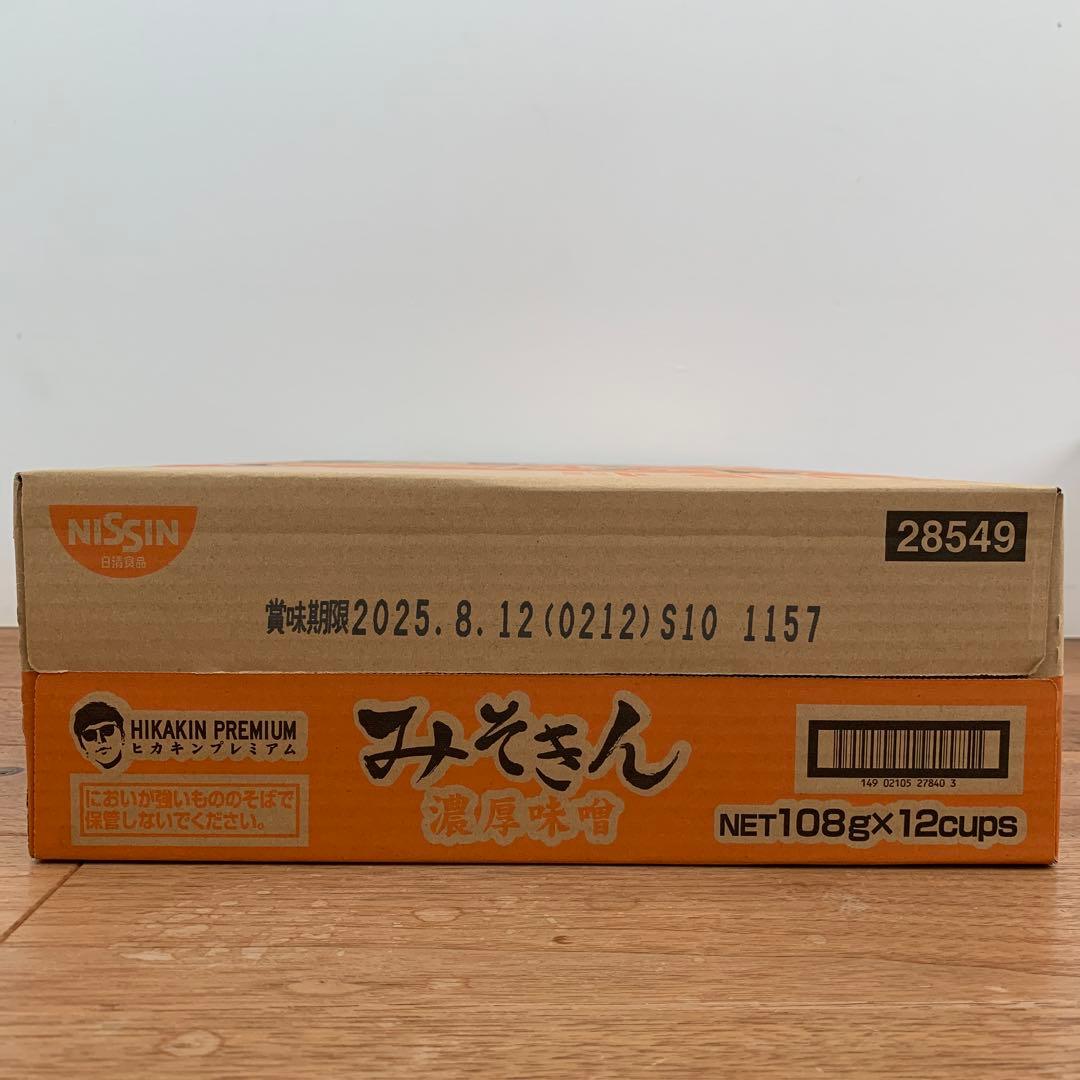 NISSIN
日清食品
28549
賞味期限2025.8.12(0212)S10 1157
HIKAKIN PREMIUM
ヒカキンプレミアム
みそきん
濃厚味噌
においが強いもののそばで
保管しないでください。
149 02105 27840 3
NET108g×12cups